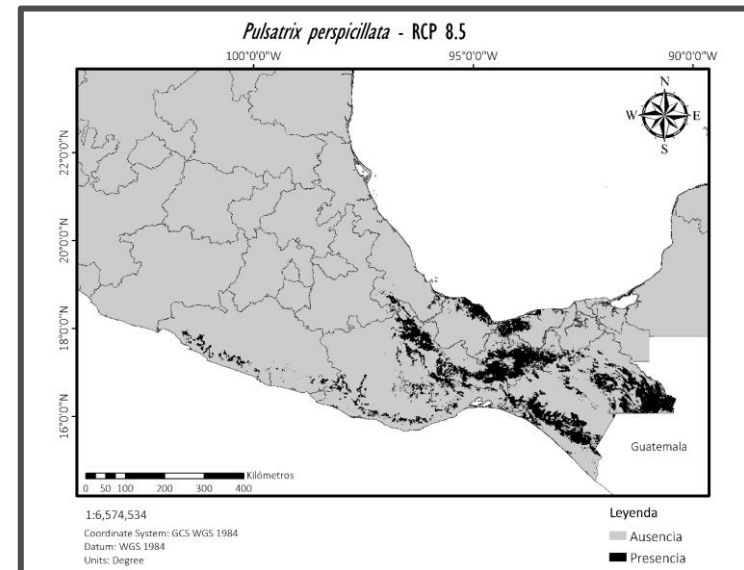 Pulsatrix perspicillata - RCP 8.5
100°0'0"W 95°0'0"W 90°0'0"W
N
W E
S
22°0'0"N
20°0'0"N
18°0'0"N
16°0'0"N
Guatemala
Kilómetros
0 50 100 200 300 400
1:6,574,534
Coordinate System: GCS WGS 1984
Datum: WGS 1984
Units: Degree
Leyenda
Ausencia
Presencia